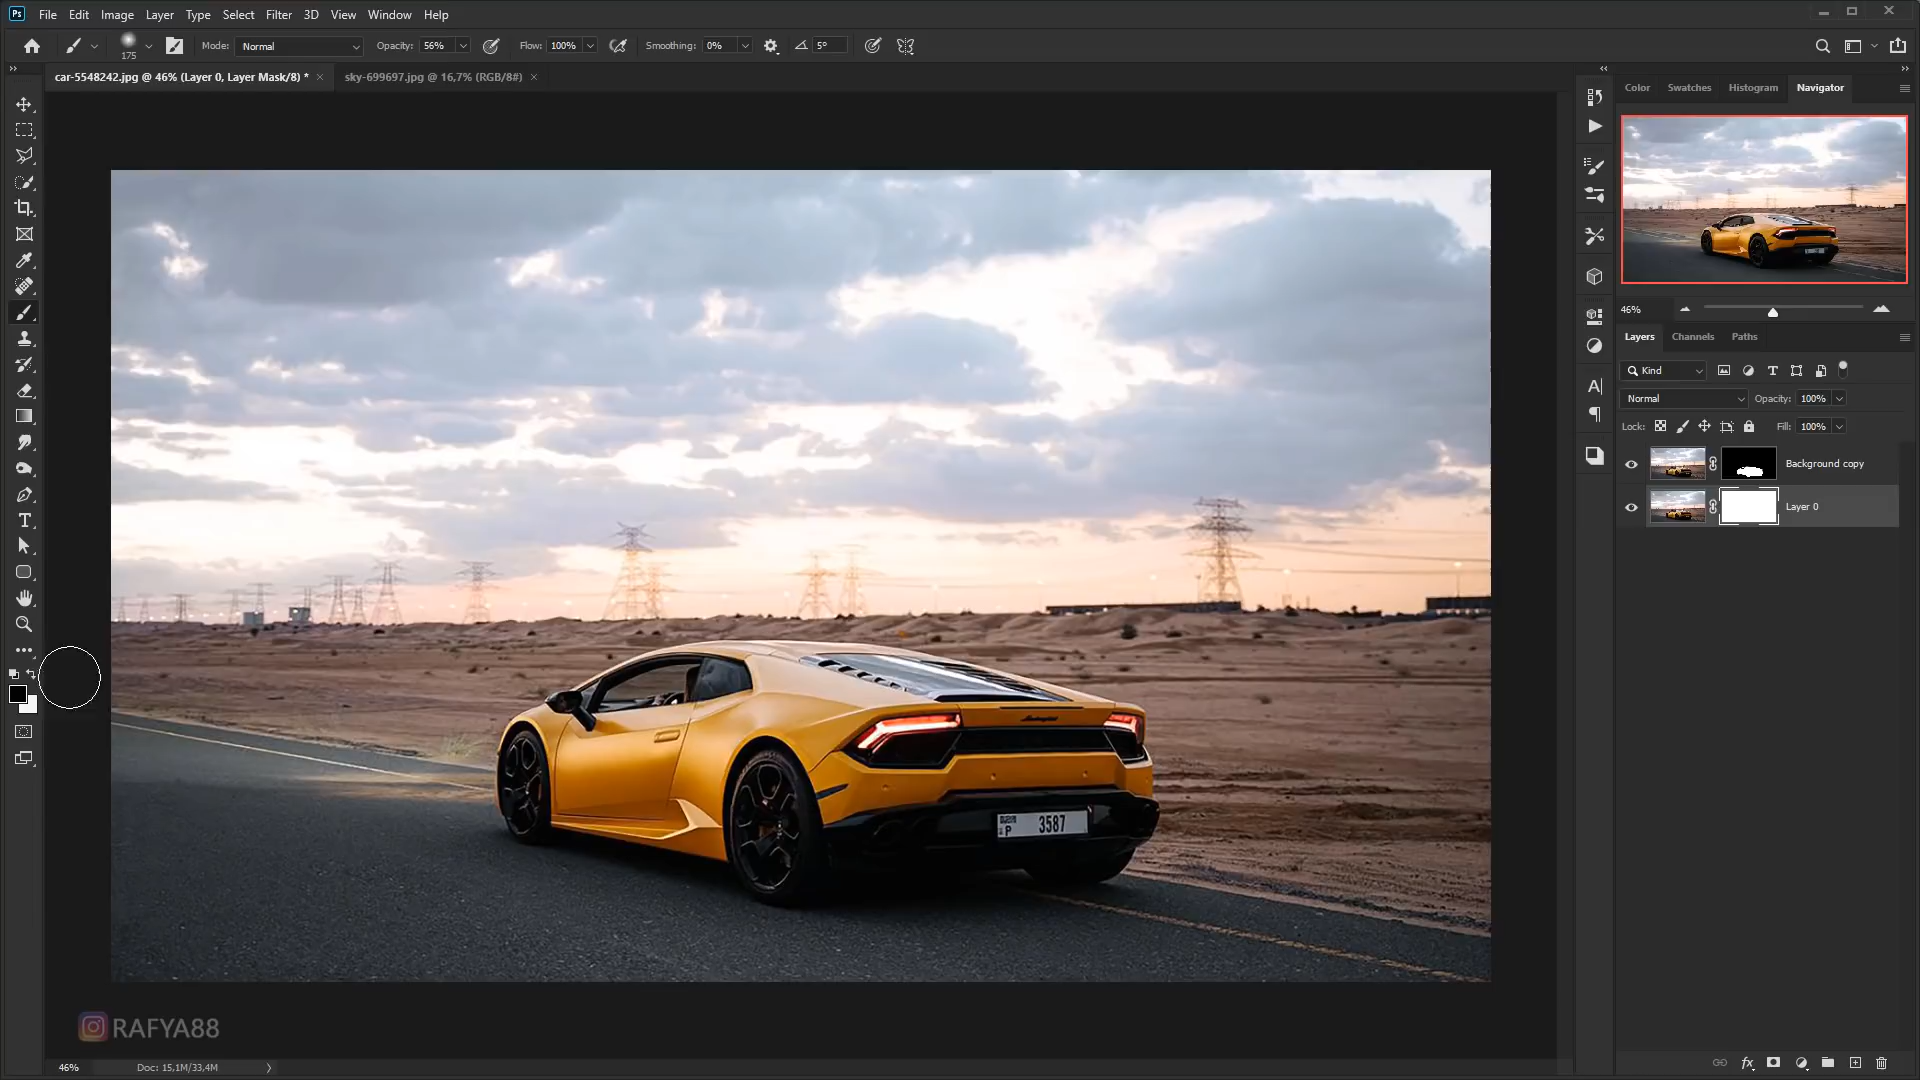 Ps File Edit Image Layer Type Select Filter 3D View Window Help
175 Mode: Normal Opacity: 56% Flow: 100% Smoothing: 0% 5°
car-5548242.jpg @ 46% (Layer 0, Layer Mask/8) * × sky-699697.jpg @ 16,7% (RGB/8#) ×
Color Swatches Histogram Navigator
46%
Layers Channels Paths
Kind
Normal Opacity: 100%
Lock: Fill: 100%
Background copy
Layer 0
P 3587
RAFYA88
46% Doc: 15,1M/33,4M